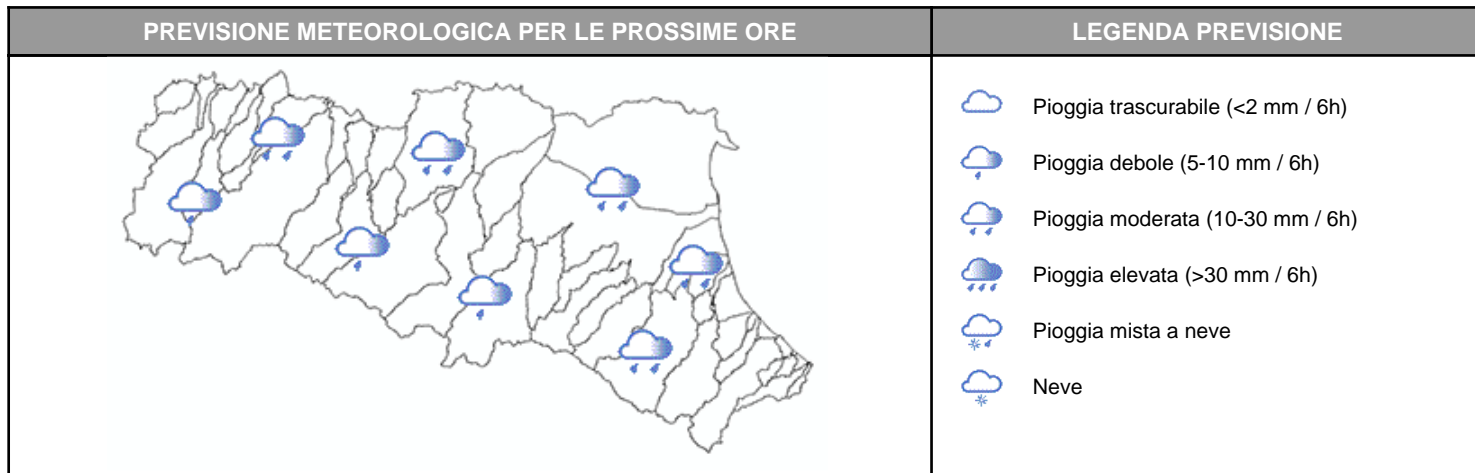 PREVISIONE METEOROLOGICA PER LE PROSSIME ORE
LEGENDA PREVISIONE
Pioggia trascurabile (<2 mm / 6h)
Pioggia debole (5-10 mm / 6h)
Pioggia moderata (10-30 mm / 6h)
Pioggia elevata (>30 mm / 6h)
Pioggia mista a neve
Neve